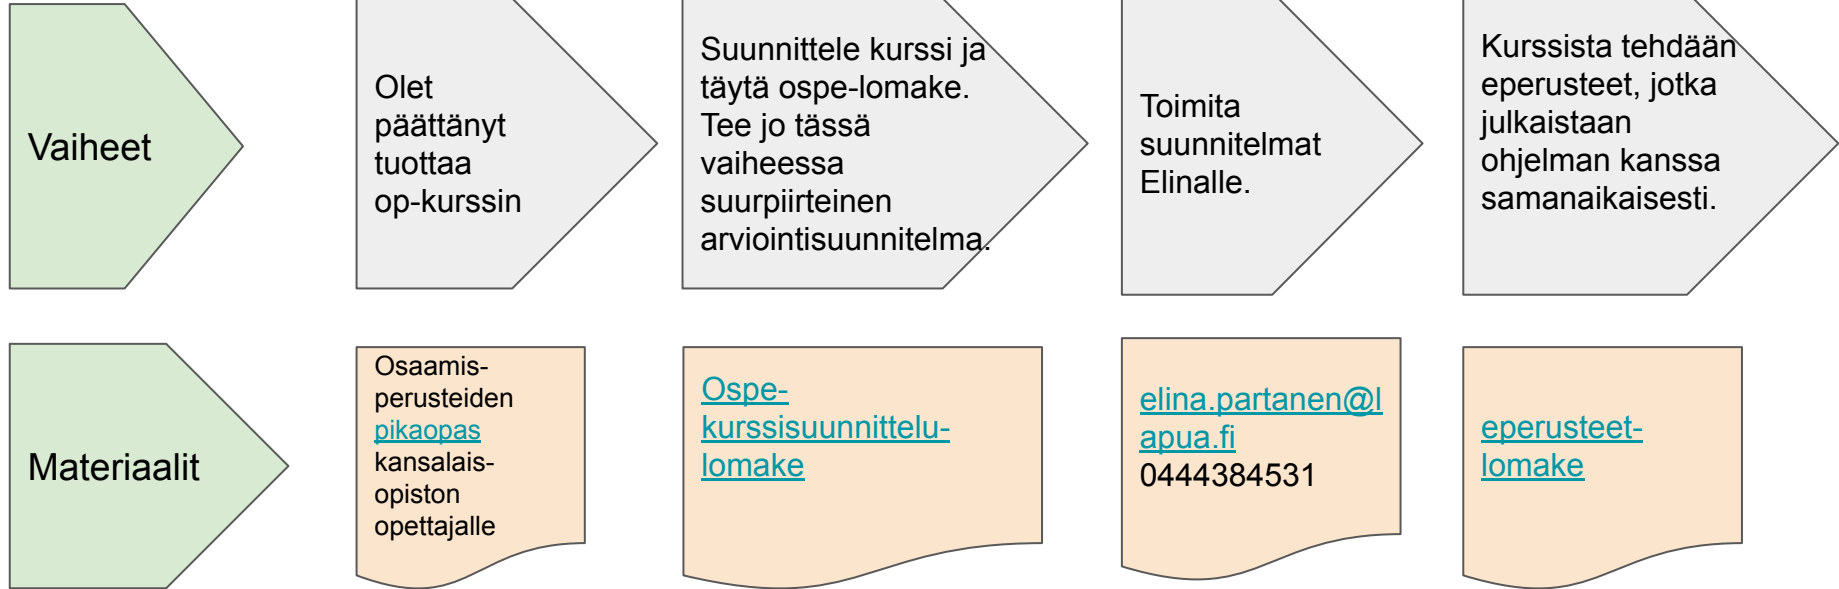 Vaiheet
Olet
päättänyt
tuottaa
op-kurssin
Suunnittele kurssi ja
täytä ospe-lomake.
Tee jo tässä
vaiheessa
suurpiirteinen
arviointisuunnitelma.
Toimita
suunnitelmat
Elinalle.
Kurssista tehdään
eperusteet, jotka
julkaistaan
ohjelman kanssa
samanaikaisesti.
Materiaalit
Osaamis-
perusteiden
pikaopas
kansalais-
opiston
opettajalle
Ospe-
kurssisuunnittelu-
lomake
elina.partanen@l
apua.fi
0444384531
eperusteet-
lomake